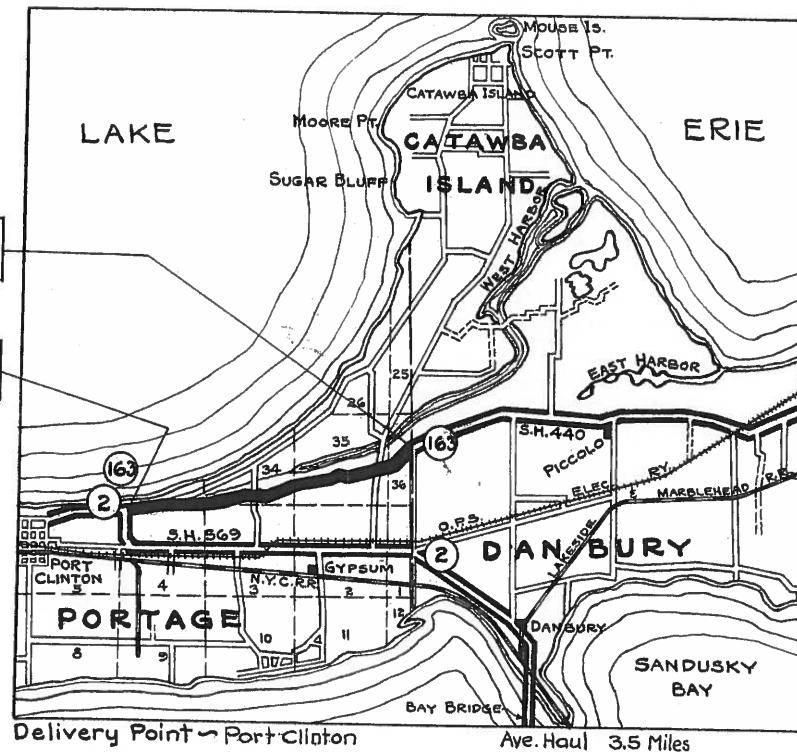 MOUSE IS.
SCOTT PT.
CATAWBA ISLAND
LAKE
ERIE
MOORE PT.
CATAWBA
SUGAR BLUFF
ISLAND
WEST HARBOR
25
EAST HARBOR
26
35
163
S.H. 440
PICCOLO
163
34
36
2
ELEC.
RY.
&
MARBLEHEAD R.R.
O.P.S.
S.H. 569
LAKESIDE
2
DANBURY
PORT
CLINTON
GYPSUM
N.Y.C.R.R.
5
4
3
2
1
PORTAGE
12
DANBURY
8
9
10
11
SANDUSKY
BAY
BAY BRIDGE
Delivery Point ~ Port Clinton
Ave. Haul 3.5 Miles